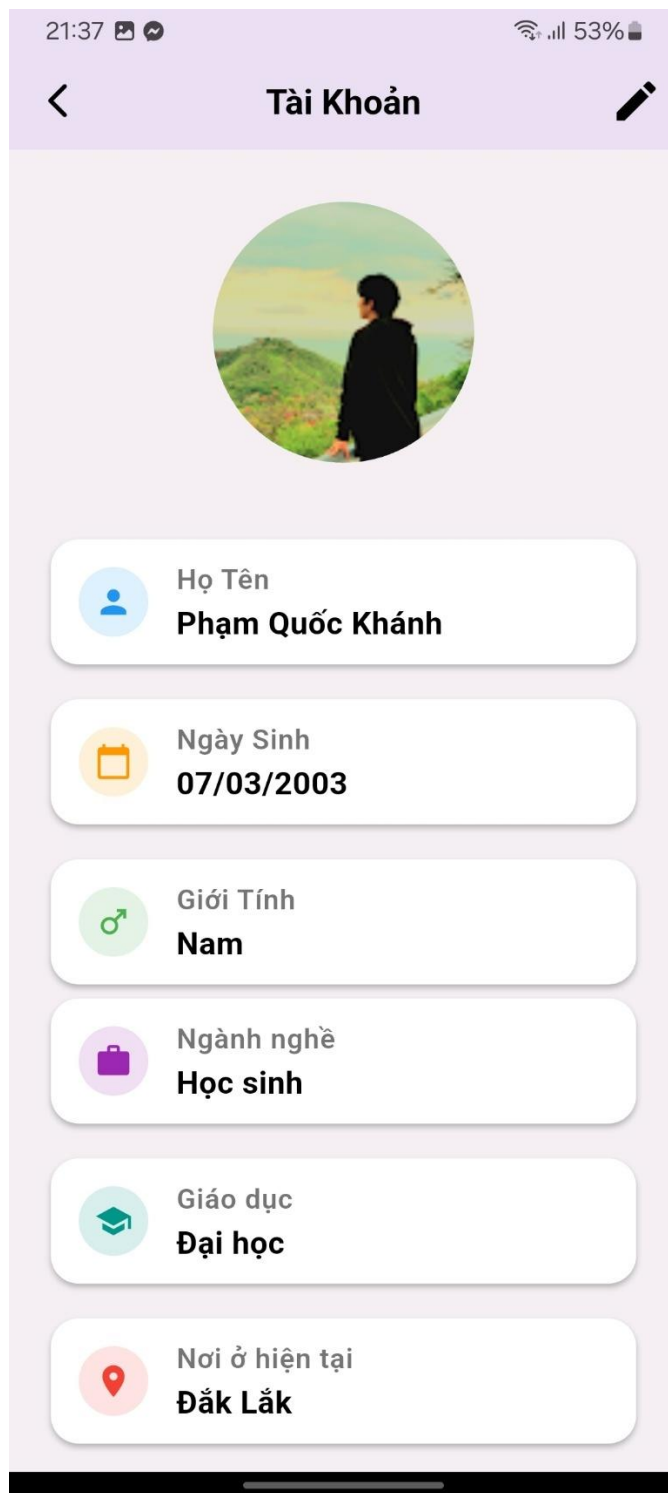 21:37 53%
Tài Khoản
Họ Tên
Phạm Quốc Khánh
Ngày Sinh
07/03/2003
Giới Tính
Nam
Ngành nghề
Học sinh
Giáo dục
Đại học
Nơi ở hiện tại
Đắk Lắk